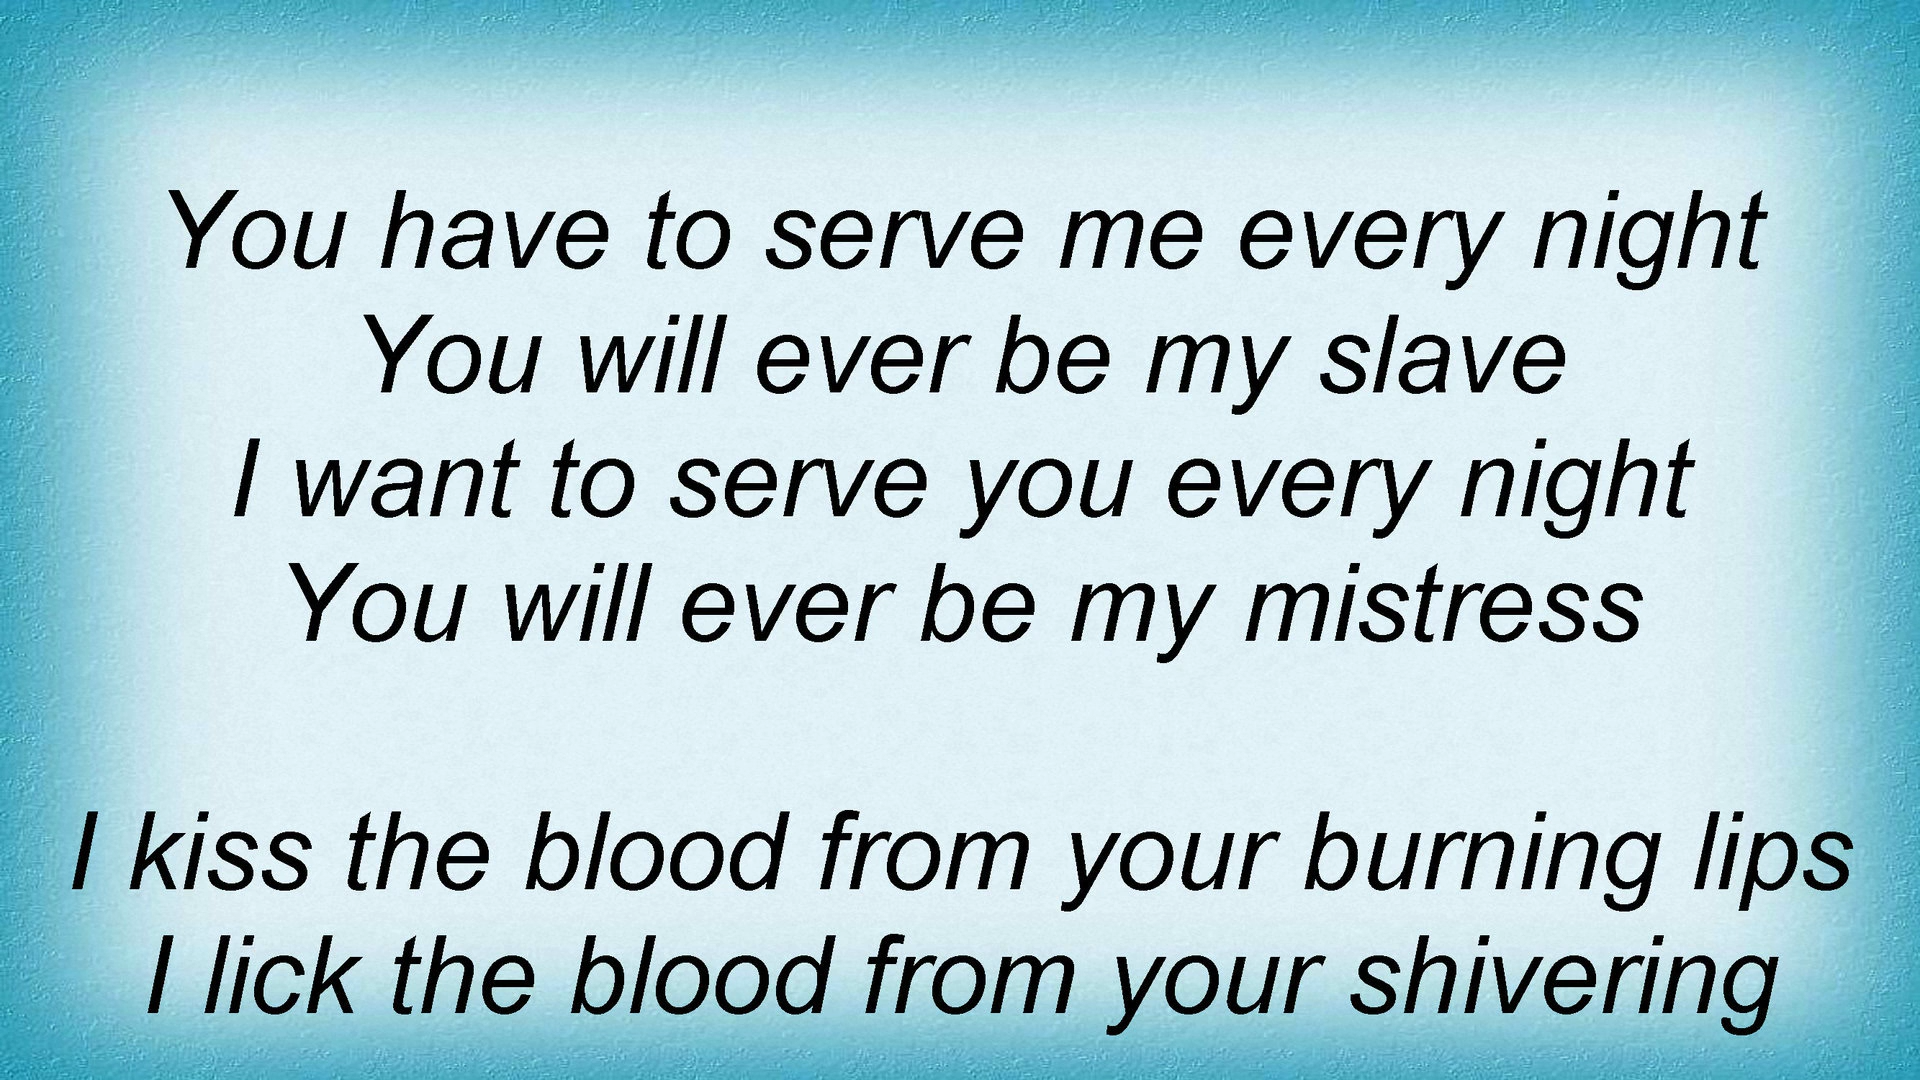 You have to serve me every night
You will ever be my slave
I want to serve you every night
You will ever be my mistress
I kiss the blood from your burning lips
I lick the blood from your shivering